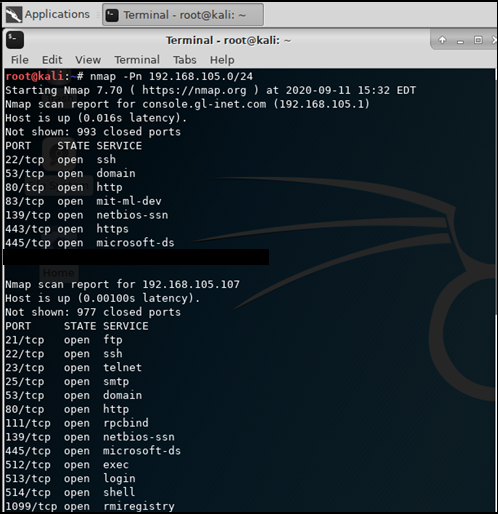 Applications
Terminal - root@kali: ~
Terminal - root@kali: ~
File Edit View Terminal Tabs Help
root@kali:~# nmap -Pn 192.168.105.0/24
Starting Nmap 7.70 ( https://nmap.org ) at 2020-09-11 15:32 EDT
Nmap scan report for console.gl-inet.com (192.168.105.1)
Host is up (0.016s latency).
Not shown: 993 closed ports
PORT STATE SERVICE
22/tcp open ssh
53/tcp open domain
80/tcp open http
83/tcp open mit-ml-dev
139/tcp open netbios-ssn
443/tcp open https
445/tcp open microsoft-ds
Home
Nmap scan report for 192.168.105.107
Host is up (0.00100s latency).
Not shown: 977 closed ports
PORT STATE SERVICE
21/tcp open ftp
22/tcp open ssh
23/tcp open telnet
25/tcp open smtp
53/tcp open domain
80/tcp open http
111/tcp open rpcbind
139/tcp open netbios-ssn
445/tcp open microsoft-ds
512/tcp open exec
513/tcp open login
514/tcp open shell
1099/tcp open rmiregistry